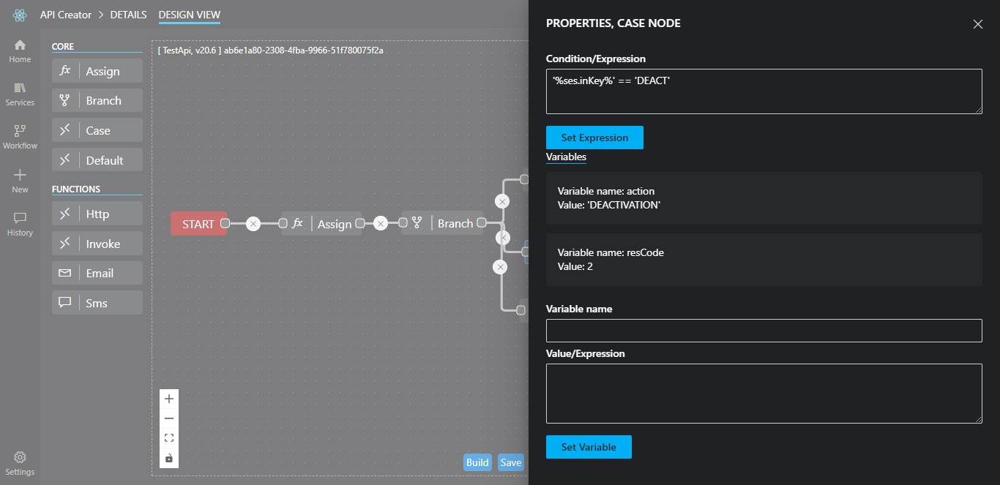 API Creator > DETAILS DESIGN VIEW
Home
Services
Workflow
New
History
Settings
CORE
Assign
Branch
Case
Default
FUNCTIONS
Http
Invoke
Email
Sms
[ TestApi, v20.6 ] ab6e1a80-2308-4fba-9966-51f780075f2a
START
fx Assign
Branch
Build Save
PROPERTIES, CASE NODE
Condition/Expression
'%ses.inKey%' == 'DEACT'
Set Expression
Variables
Variable name: action
Value: 'DEACTIVATION'
Variable name: resCode
Value: 2
Variable name
Value/Expression
Set Variable